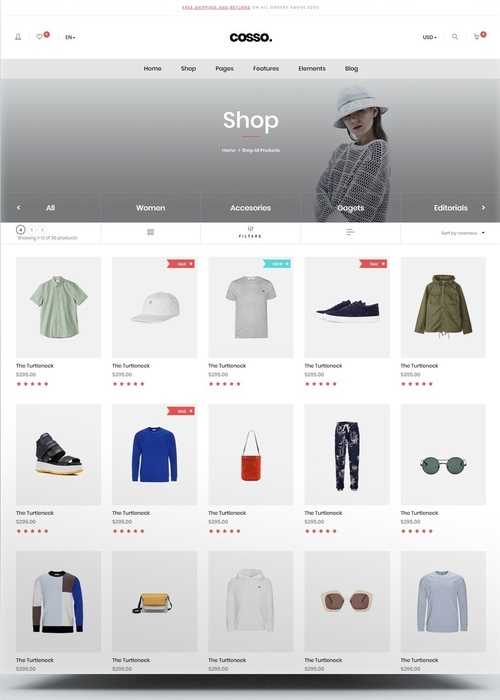 FREE SHIPPING AND RETURNS ON ALL ORDERS ABOVE $200
EN
COSSO.
USD
Home Shop Pages Features Elements Blog
Shop
Home Shop All Products
All Women Accesories Gagets Editorials
4 5 6
Showing 1-15 of 30 products
FILTERS
Sort by newness
SALE
SALE
The Turtleneck The Turtleneck The Turtleneck The Turtleneck The Turtleneck
$295.00 $295.00 $295.00 $295.00 $295.00
SALE
The Turtleneck The Turtleneck The Turtleneck The Turtleneck The Turtleneck
$295.00 $295.00 $295.00 $295.00 $295.00
The Turtleneck The Turtleneck The Turtleneck The Turtleneck The Turtleneck
$295.00 $295.00 $295.00 $295.00 $295.00